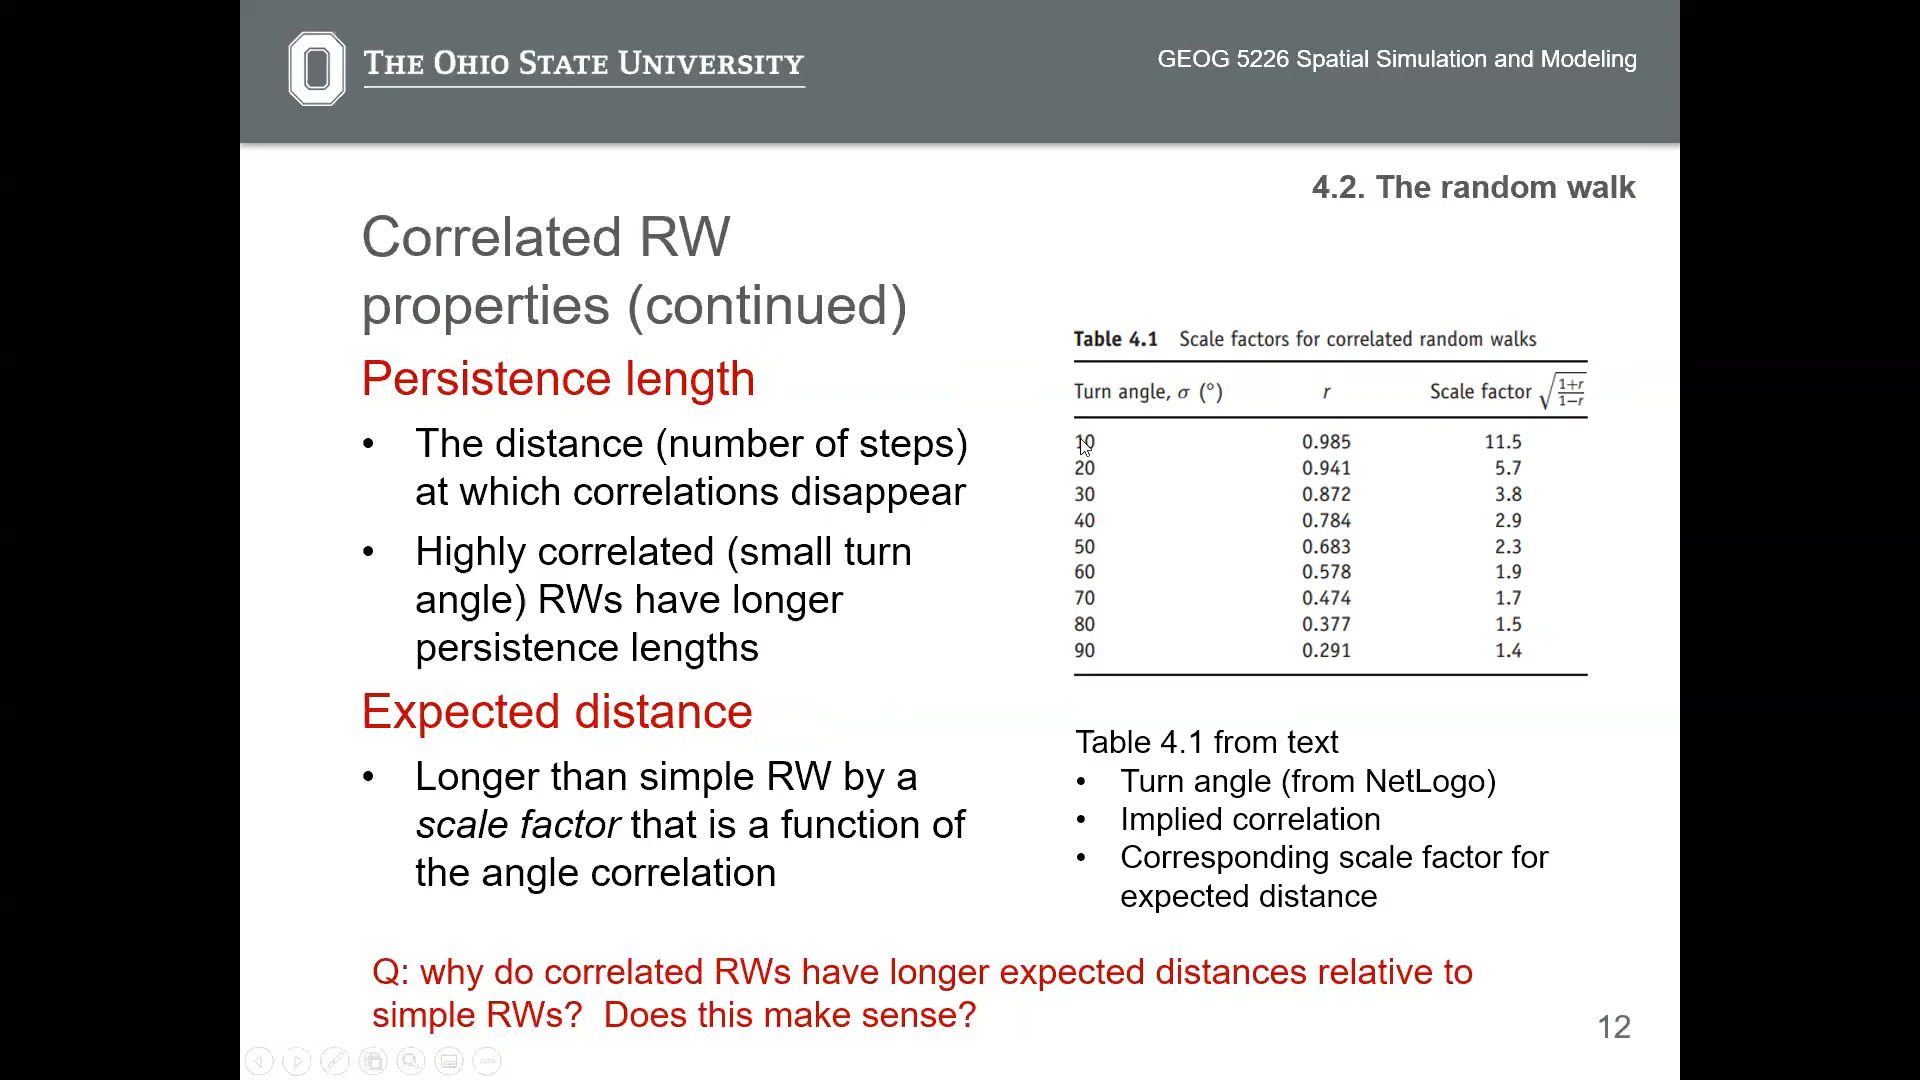 THE OHIO STATE UNIVERSITY
GEOG 5226 Spatial Simulation and Modeling
4.2. The random walk
Correlated RW
properties (continued)
Persistence length
• The distance (number of steps)
at which correlations disappear
• Highly correlated (small turn
angle) RWs have longer
persistence lengths
Expected distance
• Longer than simple RW by a
scale factor that is a function of
the angle correlation
Table 4.1 Scale factors for correlated random walks
Turn angle, σ (°) r Scale factor √(1+r/1−r)
10 0.985 11.5
20 0.941 5.7
30 0.872 3.8
40 0.784 2.9
50 0.683 2.3
60 0.578 1.9
70 0.474 1.7
80 0.377 1.5
90 0.291 1.4
Table 4.1 from text
• Turn angle (from NetLogo)
• Implied correlation
• Corresponding scale factor for
expected distance
Q: why do correlated RWs have longer expected distances relative to
simple RWs? Does this make sense?
12